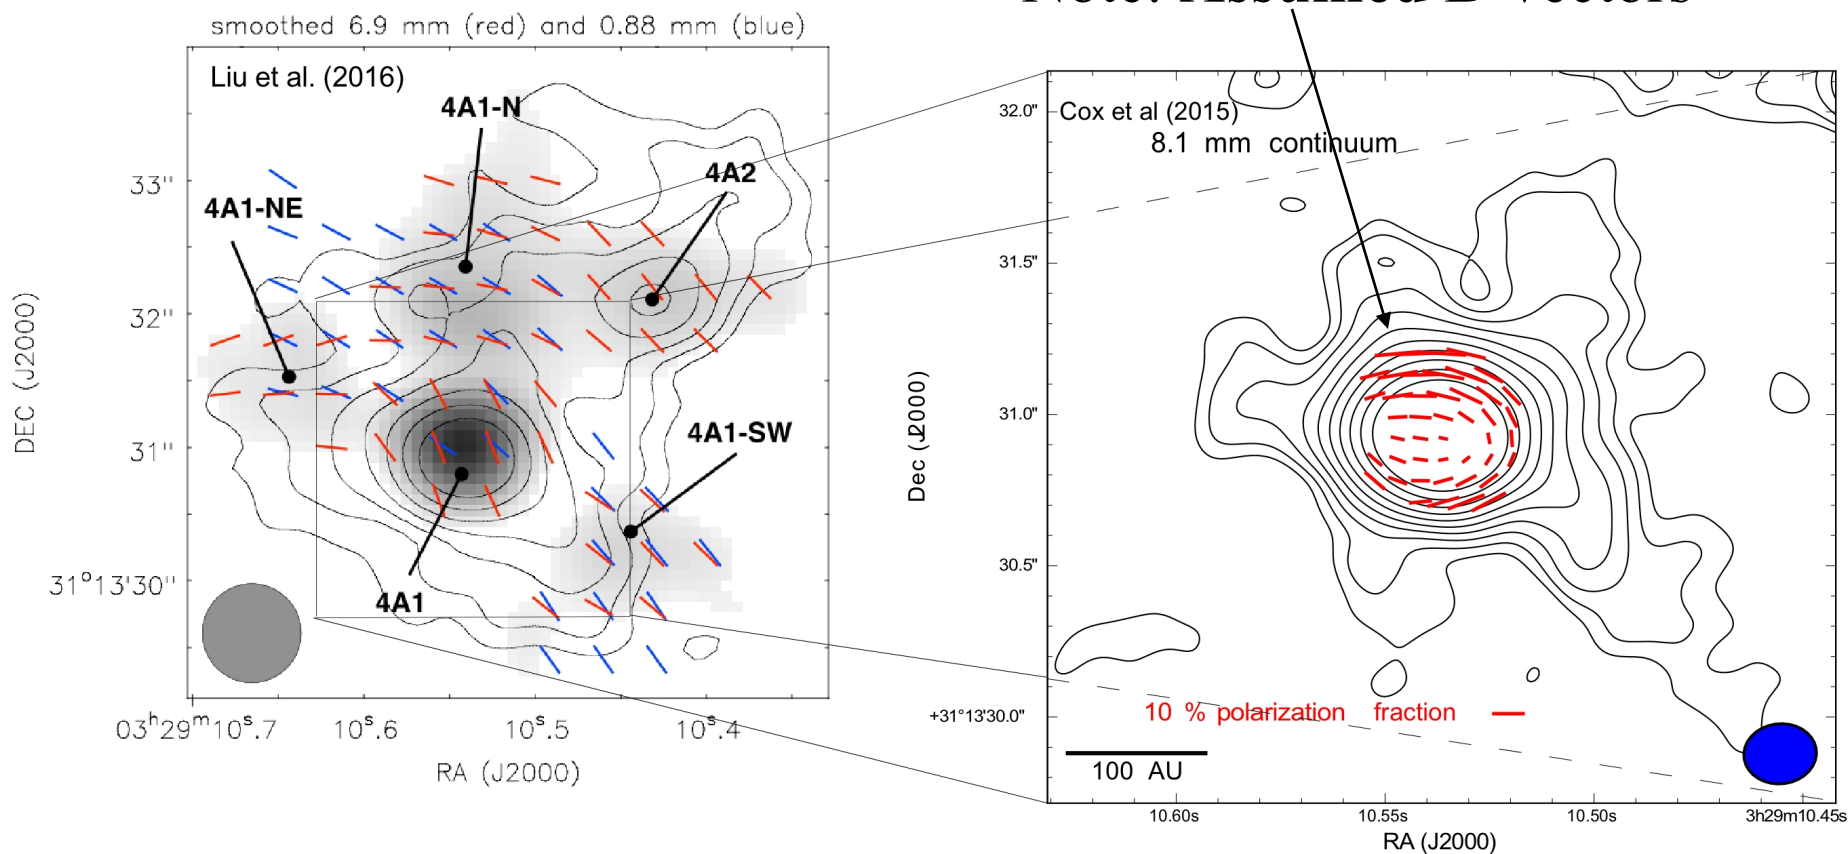 Note: Assumed B-Vectors
smoothed 6.9 mm (red) and 0.88 mm (blue)
Liu et al. (2016)
4A1-N
4A2
4A1-NE
4A1-SW
4A1
33"
32"
31"
31°13'30"
DEC (J2000)
03h29m10s.7
10s.6
10s.5
10s.4
RA (J2000)
Cox et al (2015)
8.1 mm continuum
32.0"
31.5"
31.0"
30.5"
+31°13'30.0"
Dec (J2000)
10 % polarization fraction
100 AU
10.60s
10.55s
10.50s
3h29m10.45s
RA (J2000)